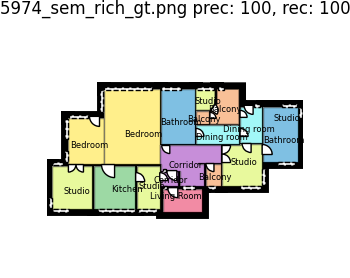 5974_sem_rich_gt.png prec: 100, rec: 100
Studio
Balcony
Balcony
Studio
Bathroom
Dining room
Bedroom
Dining room
Bathroom
Bedroom
Studio
Corridor
Balcony
Corridor
Studio
Kitchen
Studio
Living Room